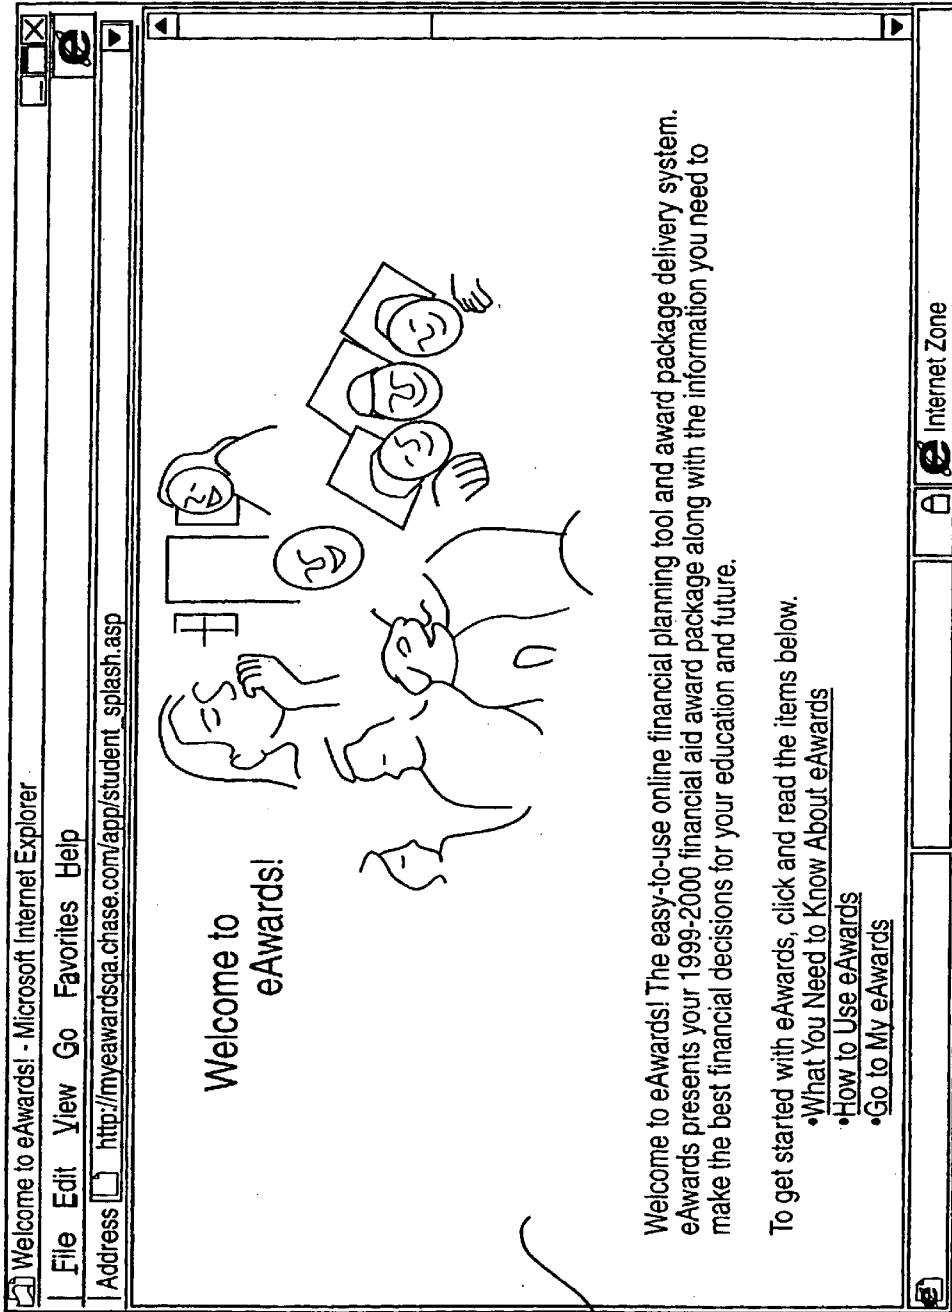 Welcome to eAwards! - Microsoft Internet Explorer
File Edit View Go Favorites Help
Address http://myeawardsqa.chase.com/app/student_splash.asp
Welcome to
eAwards!
Welcome to eAwards! The easy-to-use online financial planning tool and award package delivery system.
eAwards presents your 1999-2000 financial aid award package along with the information you need to
make the best financial decisions for your education and future.
To get started with eAwards, click and read the items below.
•What You Need to Know About eAwards
•How to Use eAwards
•Go to My eAwards
Internet Zone